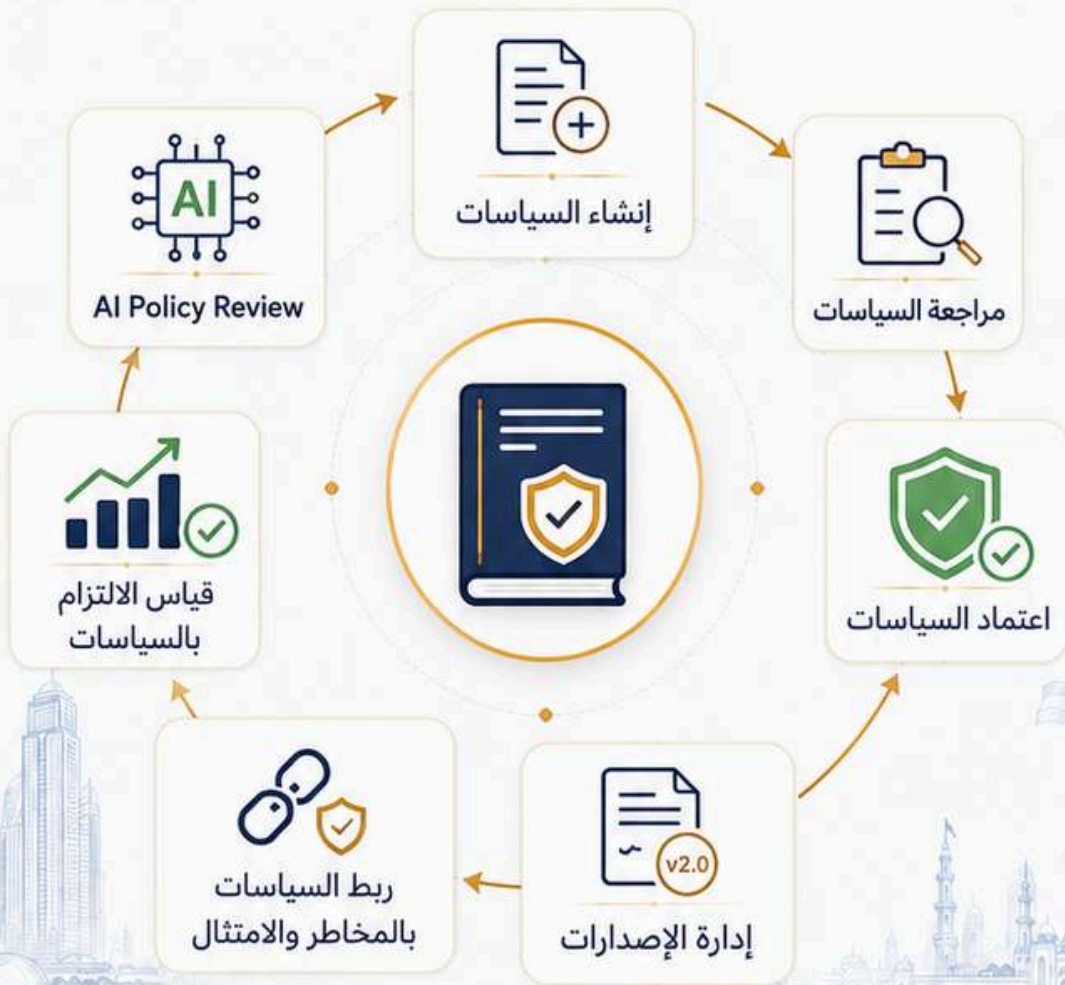 إنشاء السياسات
مراجعة السياسات
اعتماد السياسات
v2.0
إدارة الإصدارات
ربط السياسات
بالمخاطر والامتثال
قياس الالتزام
بالسياسات
AI
AI Policy Review